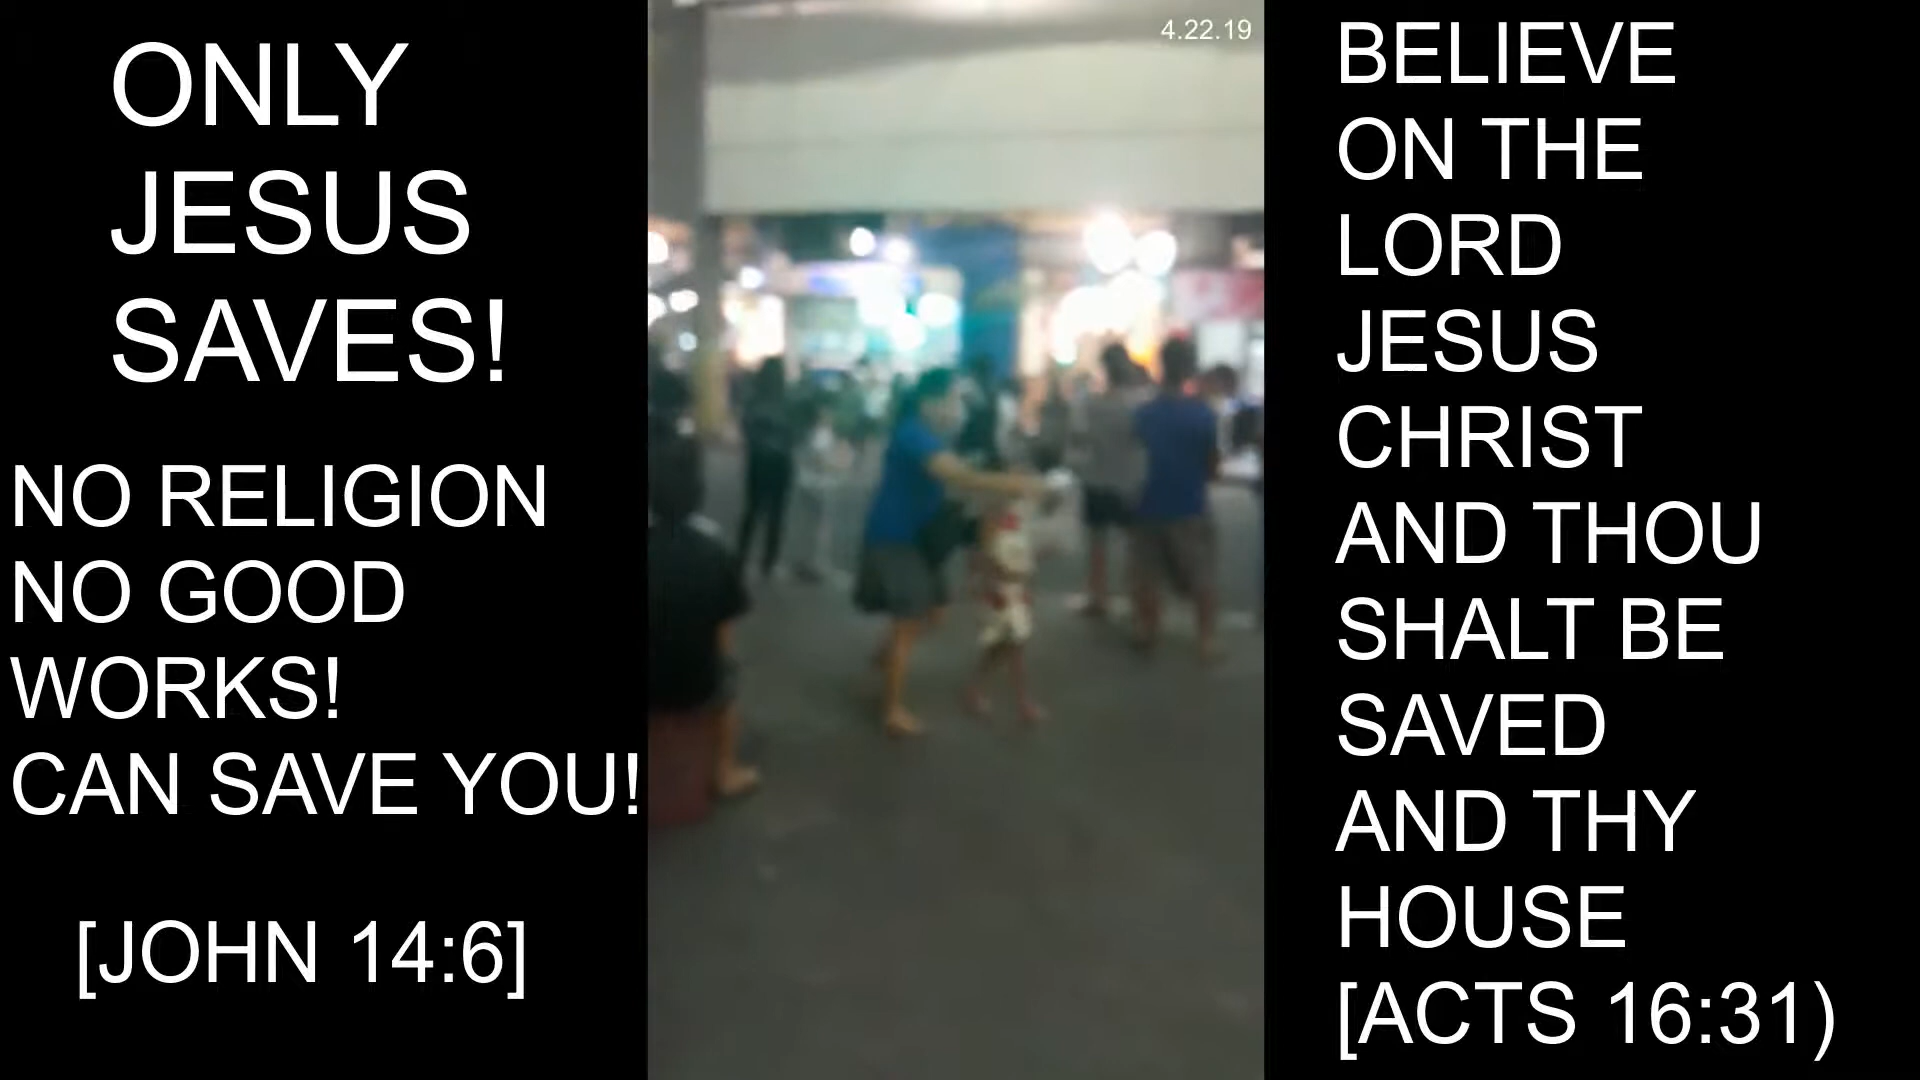 ONLY
JESUS
SAVES!
NO RELIGION
NO GOOD
WORKS!
CAN SAVE YOU!
[JOHN 14:6]
4.22.19
BELIEVE
ON THE
LORD
JESUS
CHRIST
AND THOU
SHALT BE
SAVED
AND THY
HOUSE
[ACTS 16:31)